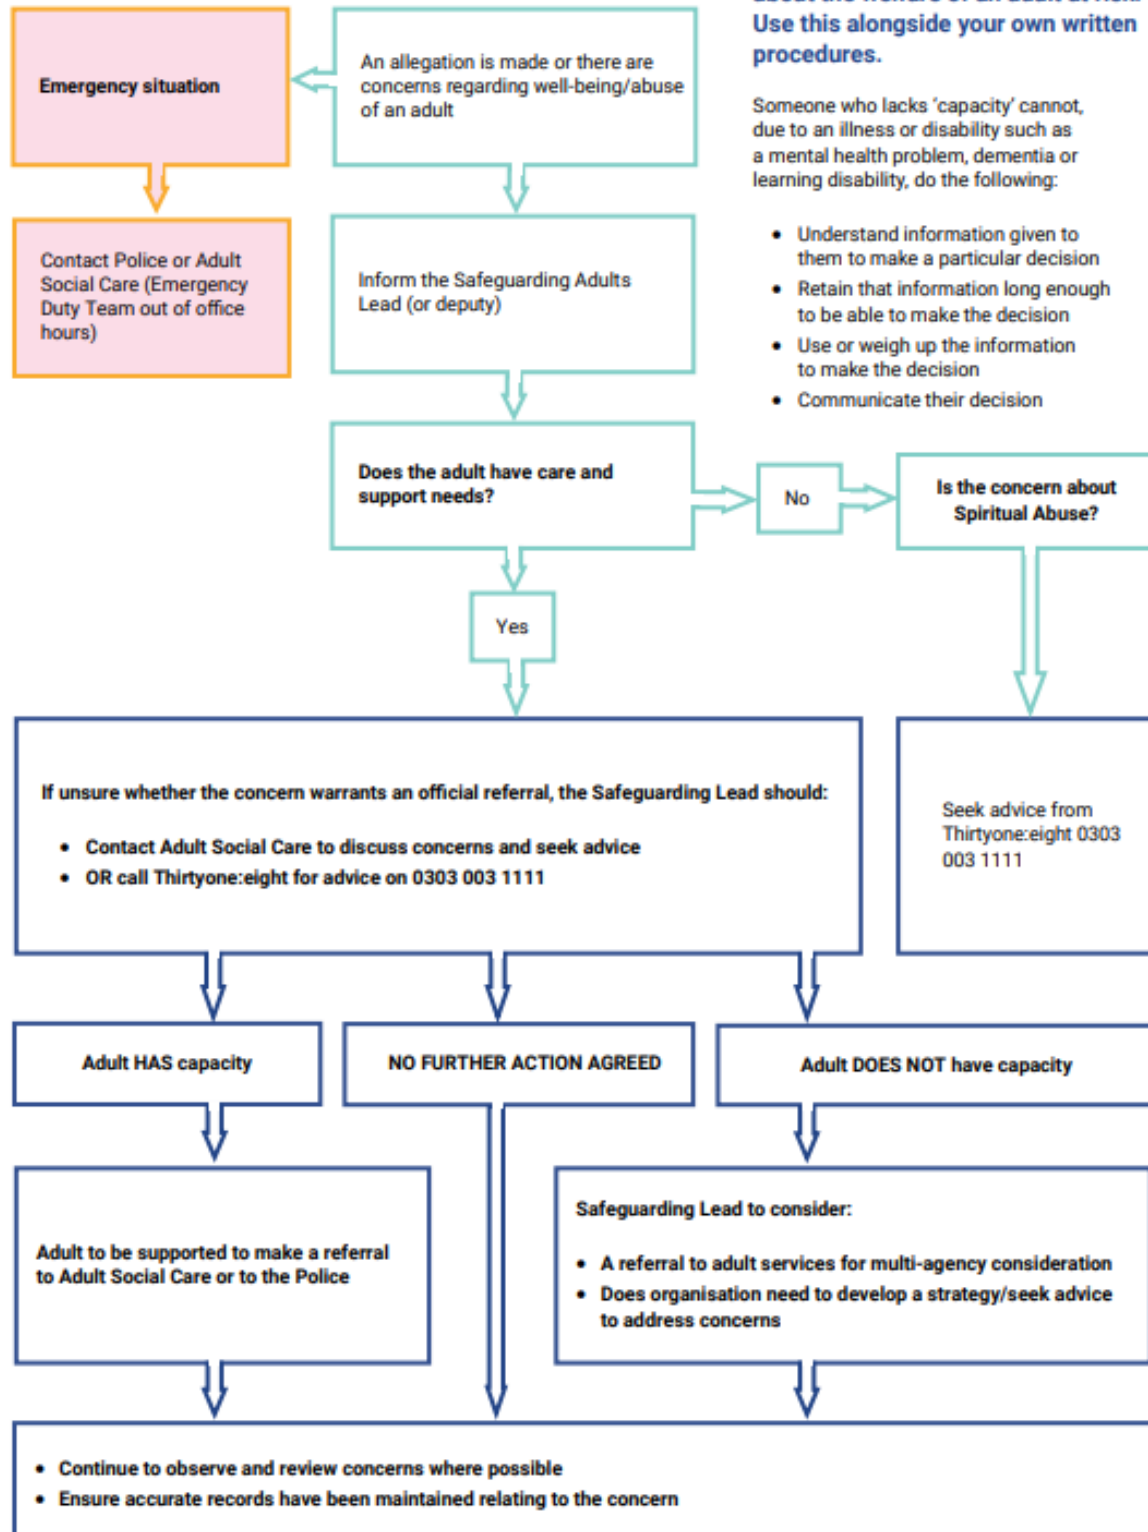 about the welfare of an adult at risk.
Use this alongside your own written
procedures.
Someone who lacks ‘capacity’ cannot,
due to an illness or disability such as
a mental health problem, dementia or
learning disability, do the following:
• Understand information given to
them to make a particular decision
• Retain that information long enough
to be able to make the decision
• Use or weigh up the information
to make the decision
• Communicate their decision
An allegation is made or there are
concerns regarding well-being/abuse
of an adult
Emergency situation
Contact Police or Adult
Social Care (Emergency
Duty Team out of office
hours)
Inform the Safeguarding Adults
Lead (or deputy)
Does the adult have care and
support needs?
No
Is the concern about
Spiritual Abuse?
Yes
If unsure whether the concern warrants an official referral, the Safeguarding Lead should:
• Contact Adult Social Care to discuss concerns and seek advice
• OR call Thirtyone:eight for advice on 0303 003 1111
Seek advice from
Thirtyone:eight 0303
003 1111
Adult HAS capacity
NO FURTHER ACTION AGREED
Adult DOES NOT have capacity
Adult to be supported to make a referral
to Adult Social Care or to the Police
Safeguarding Lead to consider:
• A referral to adult services for multi-agency consideration
• Does organisation need to develop a strategy/seek advice
to address concerns
• Continue to observe and review concerns where possible
• Ensure accurate records have been maintained relating to the concern